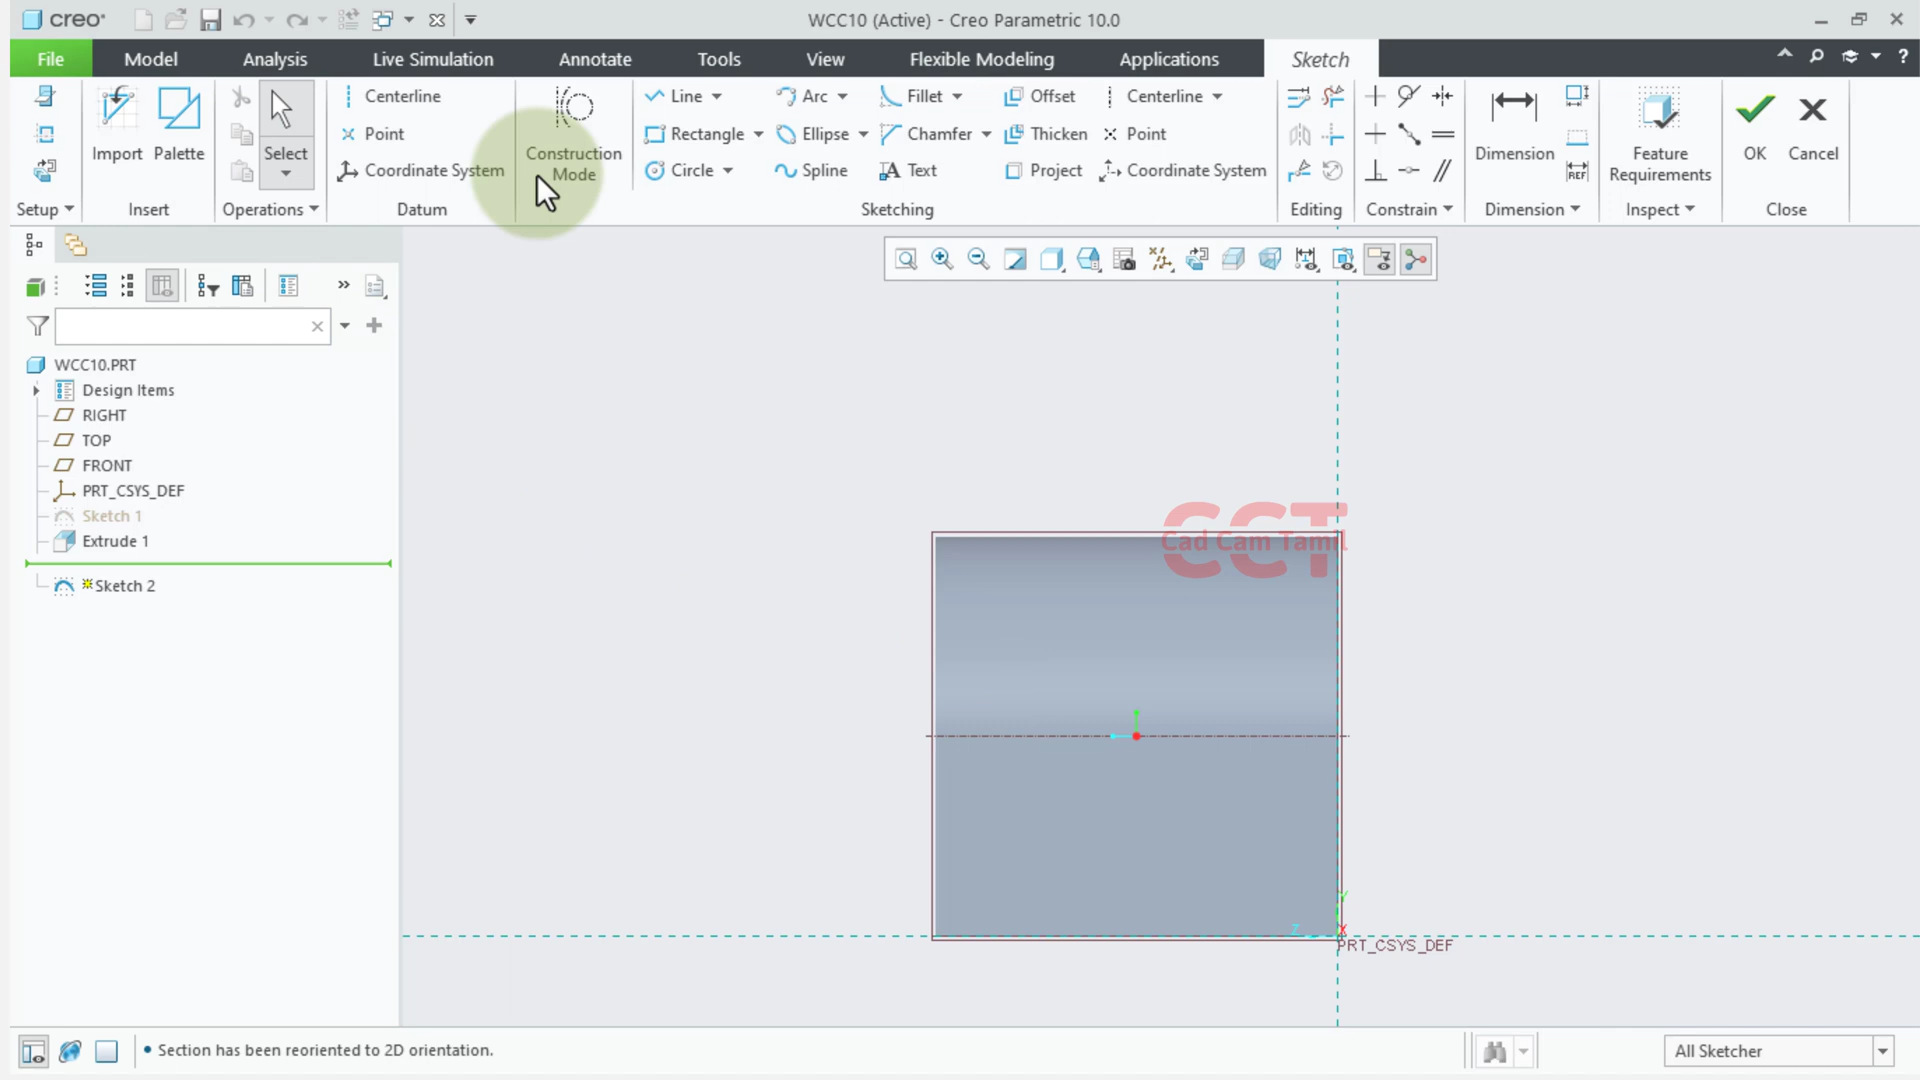 creo
WCC10 (Active) - Creo Parametric 10.0
File Model Analysis Live Simulation Annotate Tools View Flexible Modeling Applications Sketch
Centerline Line Arc Fillet Offset Centerline
Point Rectangle Ellipse Chamfer Thicken Point
Import Palette Select Construction Mode Dimension Feature Requirements OK Cancel
Coordinate System Circle Spline Text Project Coordinate System REF
Setup Insert Operations Datum Sketching Editing Constrain Dimension Inspect Close
WCC10.PRT
Design Items
RIGHT
TOP
FRONT
PRT_CSYS_DEF
Sketch 1
Extrude 1
Sketch 2
CCT
Cad Cam Tamil
Y
Z X
PRT_CSYS_DEF
Section has been reoriented to 2D orientation.
All Sketcher